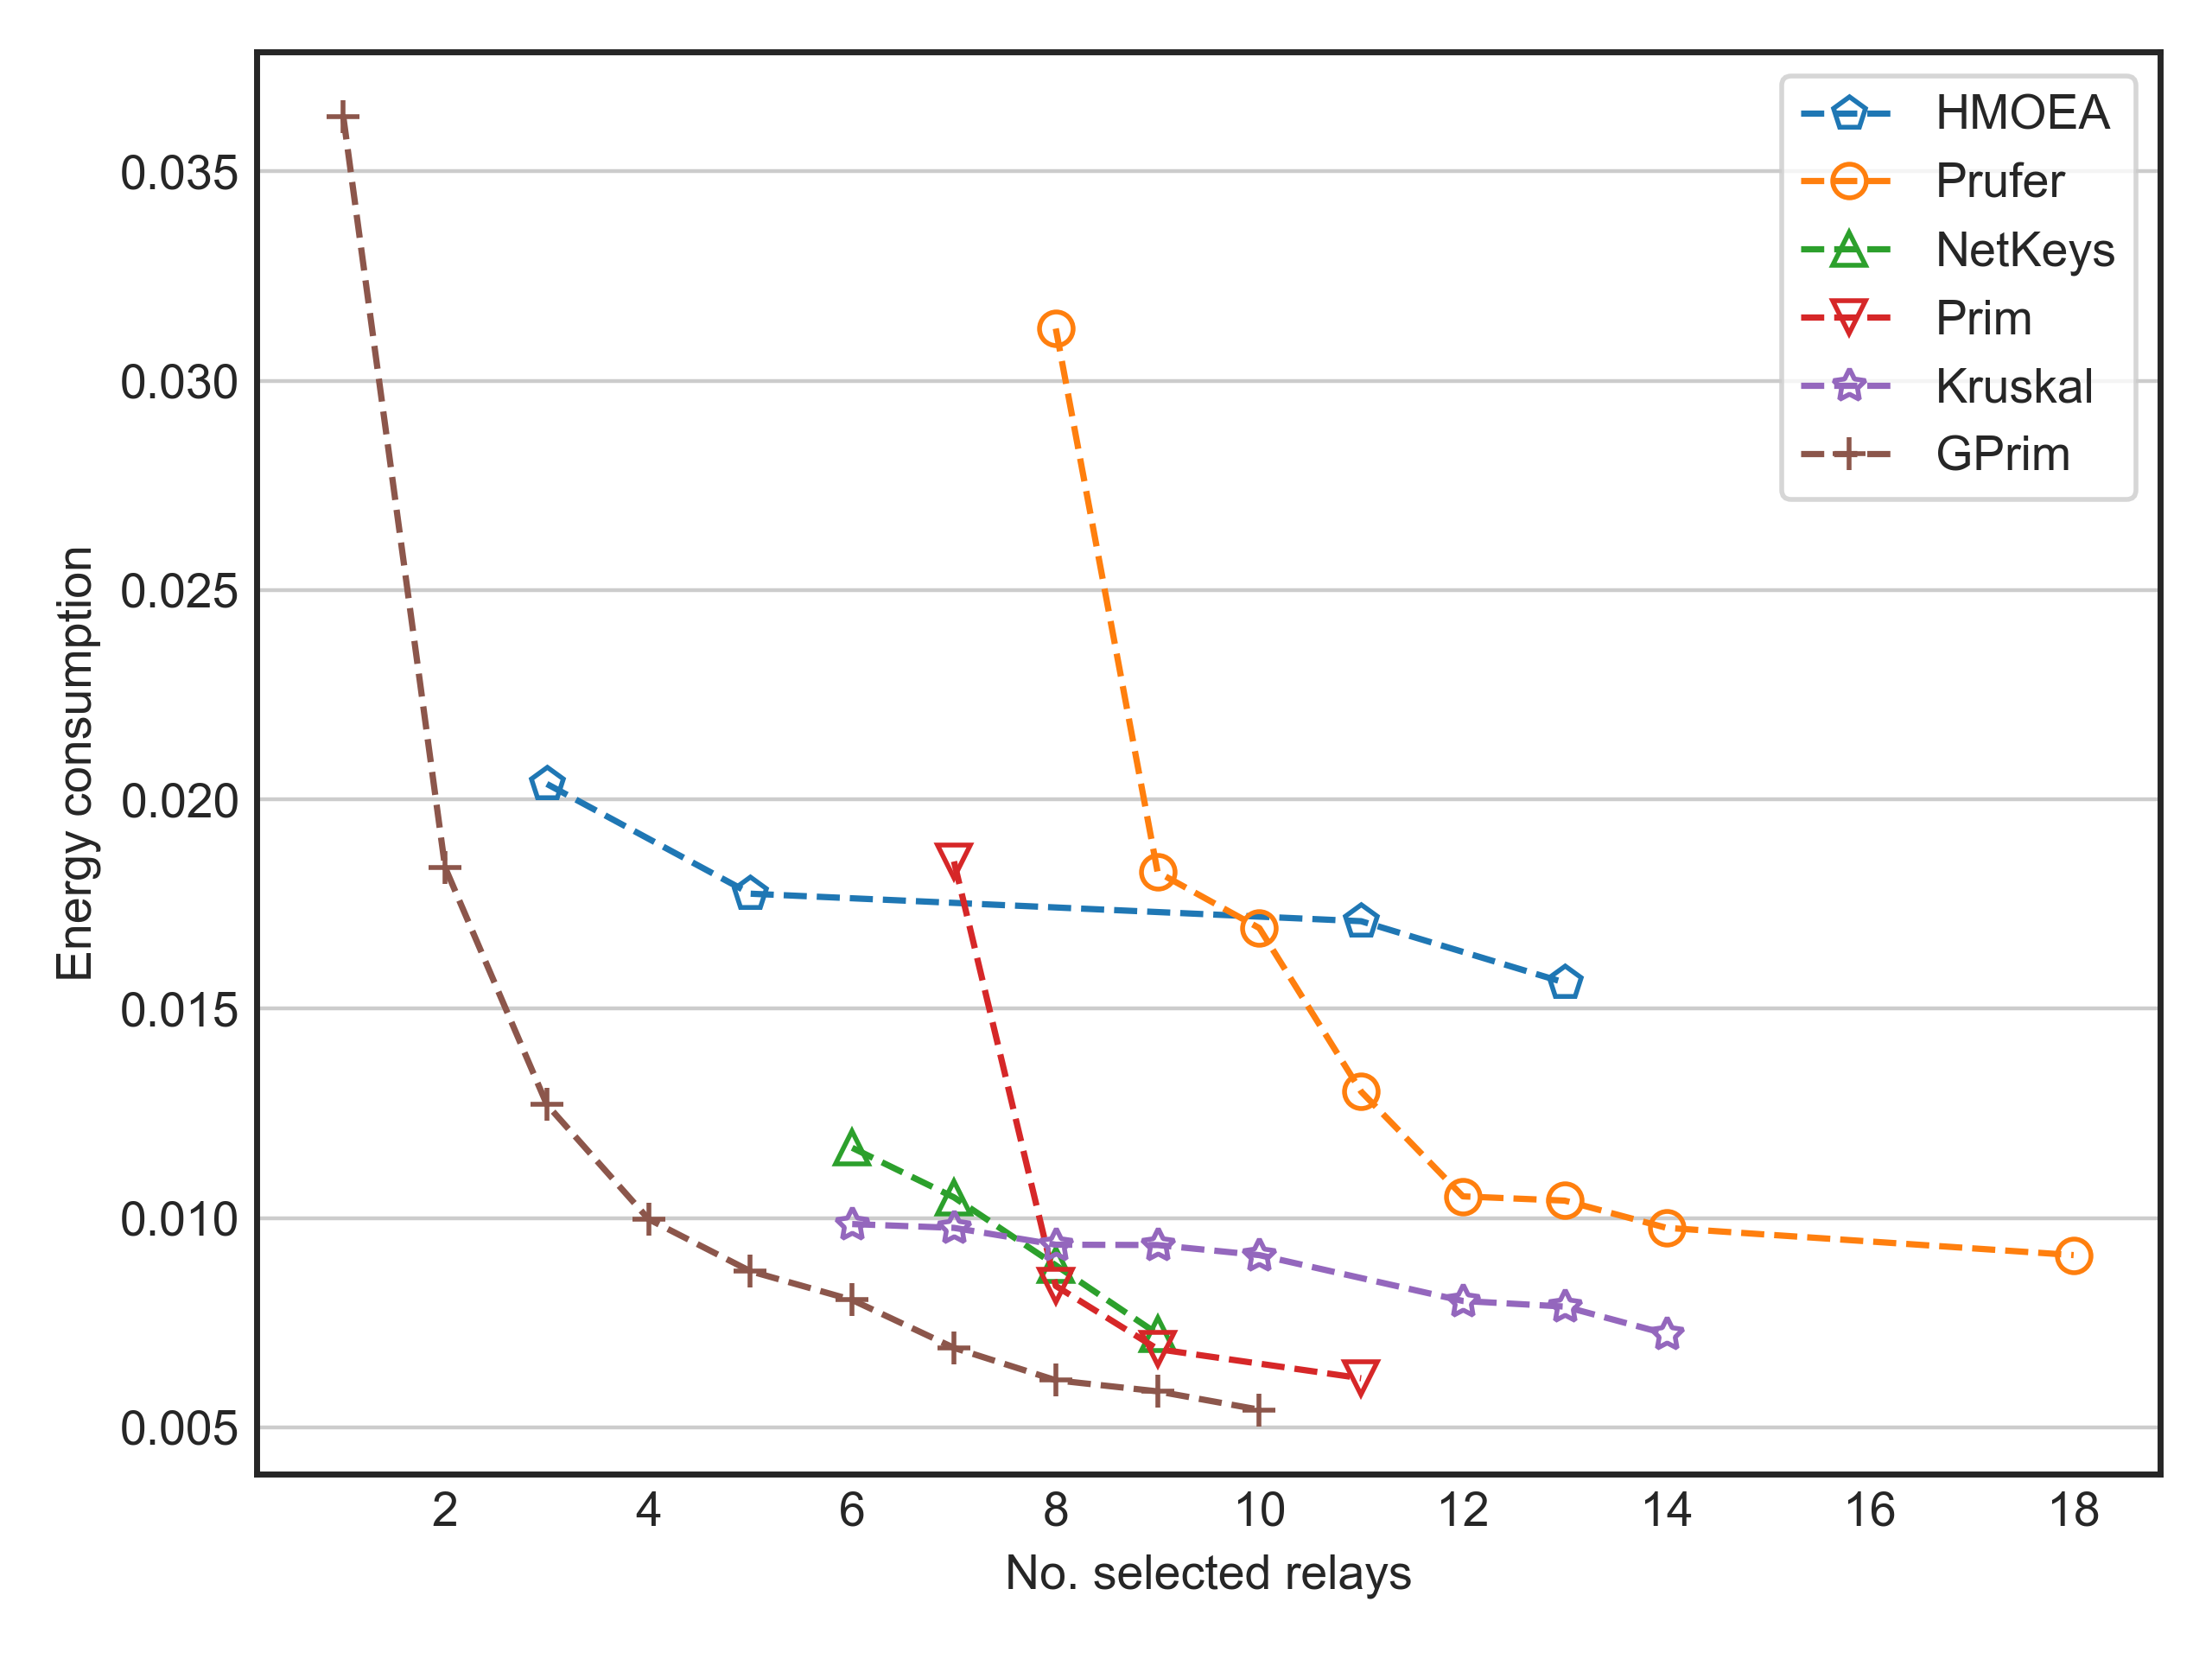 HMOEA
Prufer
NetKeys
Prim
Kruskal
GPrim
Energy consumption
0.035
0.030
0.025
0.020
0.015
0.010
0.005
2 4 6 8 10 12 14 16 18
No. selected relays